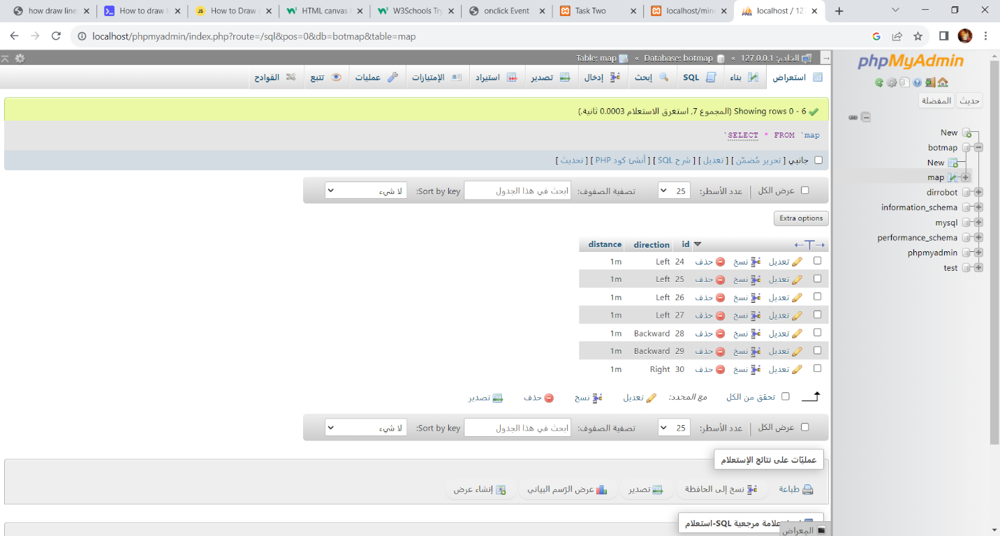 how draw line
How to draw l
How to Draw a
HTML canvas
W3Schools Try
onclick Event
Task Two
localhost/min
localhost / 127
localhost/phpmyadmin/index.php?route=/sql&pos=0&db=botmap&table=map
الخادم: 127.0.0.1 » Database: botmap » Table: map
استعراض بناء SQL إبحث إدخال تصدير استيراد الإمتيازات عمليات تتبع القوادح
Showing rows 0 - 6 (المجموع 7, استغرق الاستعلام 0.0003 ثانية.)
SELECT * FROM `map`
جانبي [ تحرير مُضمّن ] [ تعديل ] [ شرح SQL ] [ أنشئ كود PHP ] [ تحديث ]
عرض الكل عدد الأسطر: 25 تصفية الصفوف: ابحث في هذا الجدول Sort by key: لا شيء
Extra options
←T→ id direction distance
تعديل نسخ حذف 24 Left 1m
تعديل نسخ حذف 25 Left 1m
تعديل نسخ حذف 26 Left 1m
تعديل نسخ حذف 27 Left 1m
تعديل نسخ حذف 28 Backward 1m
تعديل نسخ حذف 29 Backward 1m
تعديل نسخ حذف 30 Right 1m
تحقق من الكل مع المحدد: تعديل نسخ حذف تصدير
عرض الكل عدد الأسطر: 25 تصفية الصفوف: ابحث في هذا الجدول Sort by key: لا شيء
عمليّات على نتائج الإستعلام
طباعة نسخ إلى الحافظة تصدير عرض الرّسم البياني إنشاء عرض
علامة مرجعية SQL-استعلام
المِعراض
phpMyAdmin
حديث المفضلة
New
botmap
New
map
dirrobot
information_schema
mysql
performance_schema
phpmyadmin
test